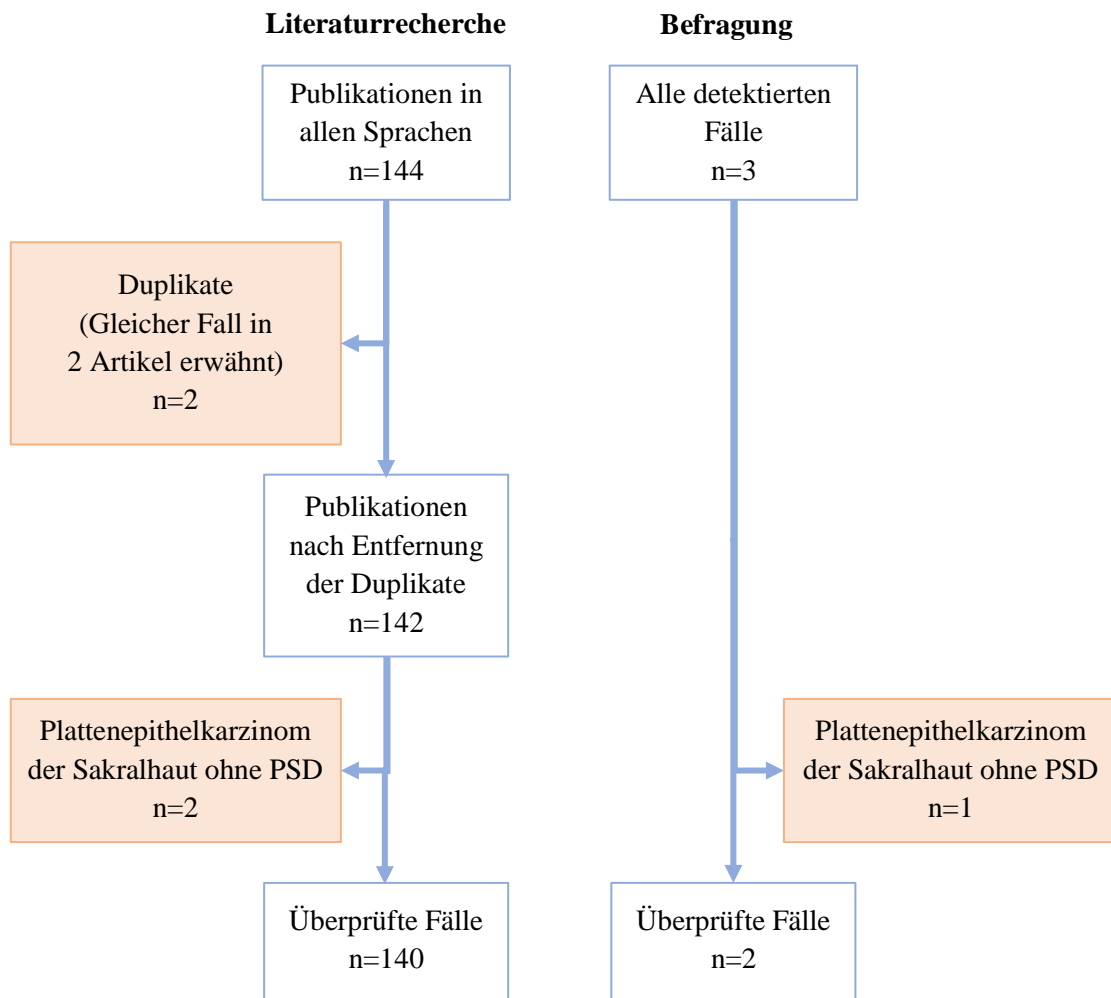 Literaturrecherche
Publikationen in
allen Sprachen
n=144
Duplikate
(Gleicher Fall in
2 Artikel erwähnt)
n=2
Publikationen
nach Entfernung
der Duplikate
n=142
Plattenepithelkarzinom
der Sakralhaut ohne PSD
n=2
Überprüfte Fälle
n=140
Befragung
Alle detektierten
Fälle
n=3
Plattenepithelkarzinom
der Sakralhaut ohne PSD
n=1
Überprüfte Fälle
n=2